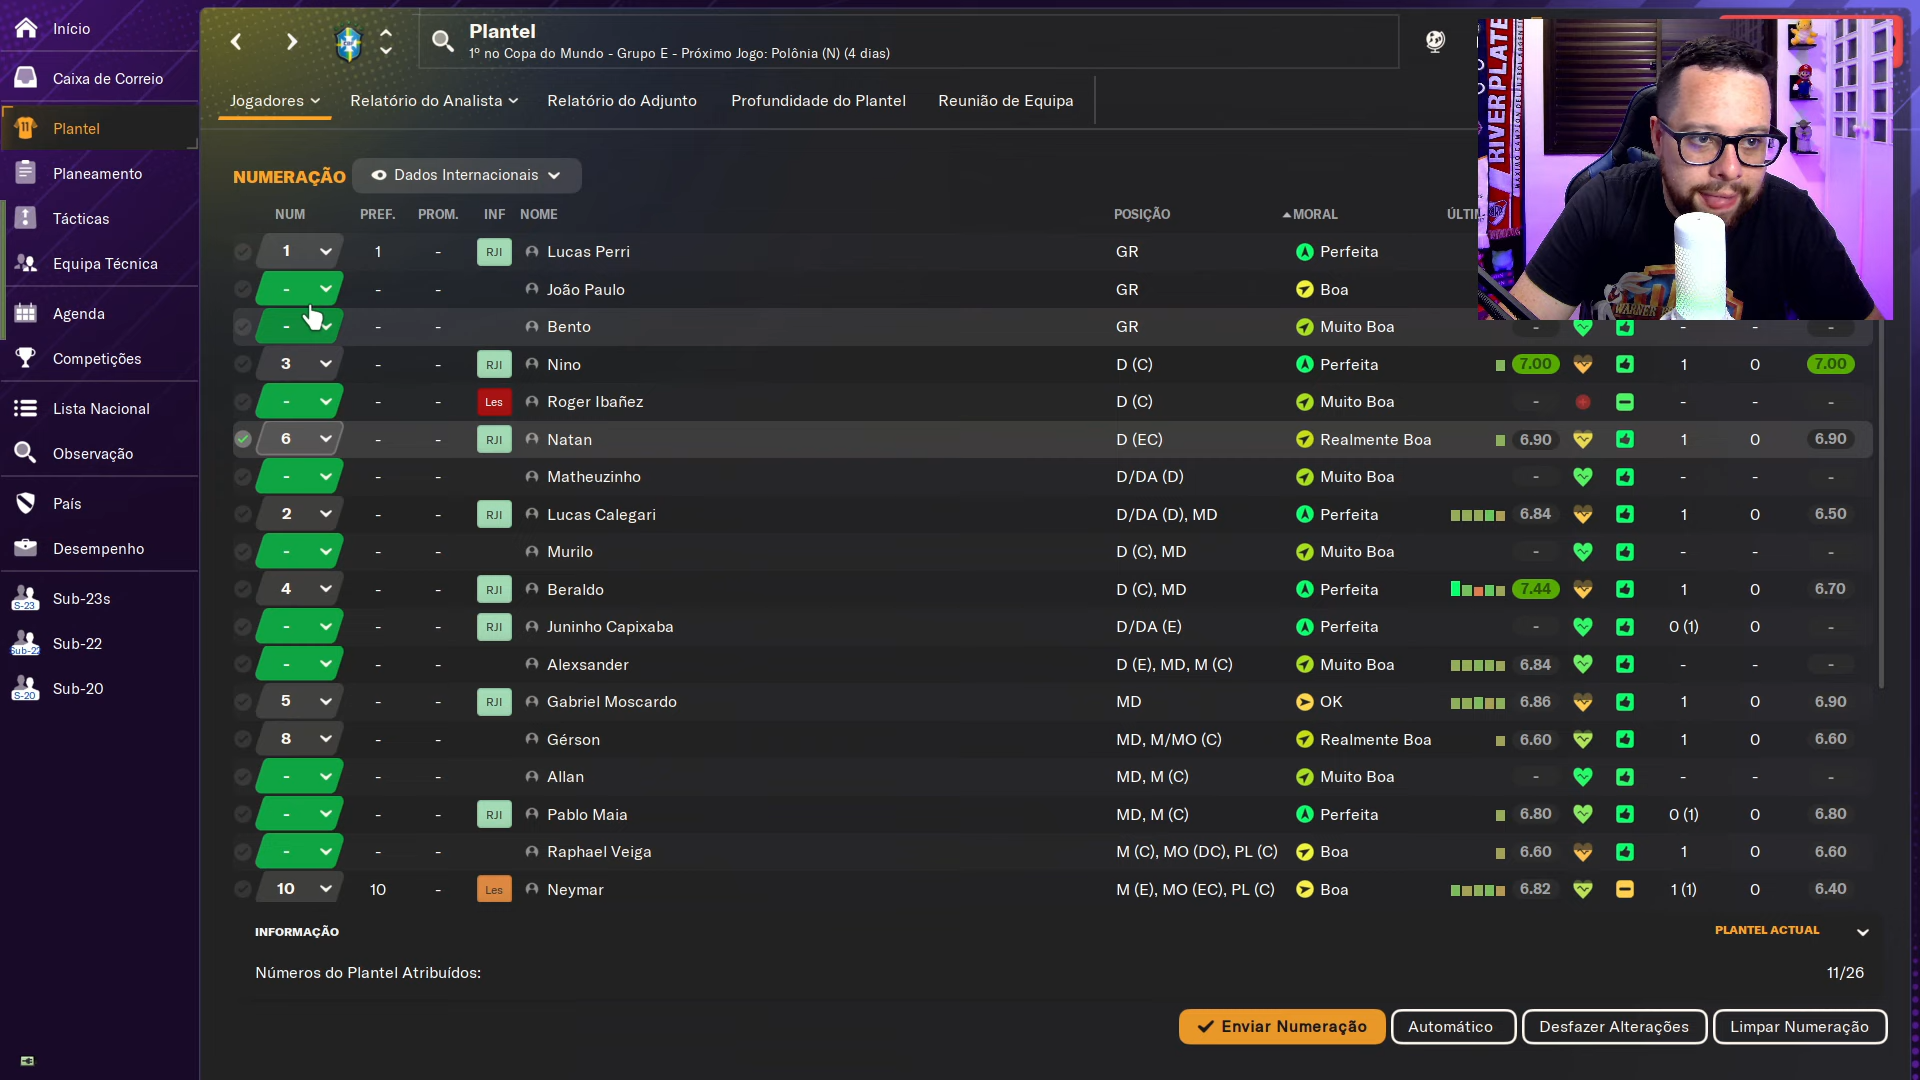 Início
Caixa de Correio
Plantel
Planeamento
Tácticas
Equipa Técnica
Agenda
Competições
Lista Nacional
Observação
País
Desempenho
S-23 Sub-23s
Sub-22 Sub-22
S-20 Sub-20
Plantel
1º no Copa do Mundo - Grupo E - Próximo Jogo: Polônia (N) (4 dias)
Jogadores
Relatório do Analista
Relatório do Adjunto
Profundidade do Plantel
Reunião de Equipa
NUMERAÇÃO
Dados Internacionais
NUM PREF. PROM. INF NOME POSIÇÃO MORAL ÚLTI
1 1 - RJI Lucas Perri GR Perfeita
- - - João Paulo GR Boa
- - - Bento GR Muito Boa - - - -
3 - - RJI Nino D (C) Perfeita 7.00 1 0 7.00
- - - Les Roger Ibañez D (C) Muito Boa - - - -
6 - - RJI Natan D (EC) Realmente Boa 6.90 1 0 6.90
- - - Matheuzinho D/DA (D) Muito Boa - - - -
2 - - RJI Lucas Calegari D/DA (D), MD Perfeita 6.84 1 0 6.50
- - - Murilo D (C), MD Muito Boa - - - -
4 - - RJI Beraldo D (C), MD Perfeita 7.44 1 0 6.70
- - - RJI Juninho Capixaba D/DA (E) Perfeita - 0 (1) 0 -
- - - Alexsander D (E), MD, M (C) Muito Boa 6.84 - - -
5 - - RJI Gabriel Moscardo MD OK 6.86 1 0 6.90
8 - - Gérson MD, M/MO (C) Realmente Boa 6.60 1 0 6.60
- - - Allan MD, M (C) Muito Boa - - - -
- - - RJI Pablo Maia MD, M (C) Perfeita 6.80 0 (1) 0 6.80
- - - Raphael Veiga M (C), MO (DC), PL (C) Boa 6.60 1 0 6.60
10 10 - Les Neymar M (E), MO (EC), PL (C) Boa 6.82 1 (1) 0 6.40
INFORMAÇÃO
PLANTEL ACTUAL
Números do Plantel Atribuídos:
11/26
Enviar Numeração
Automático
Desfazer Alterações
Limpar Numeração
RIVERPLATE
WARNER